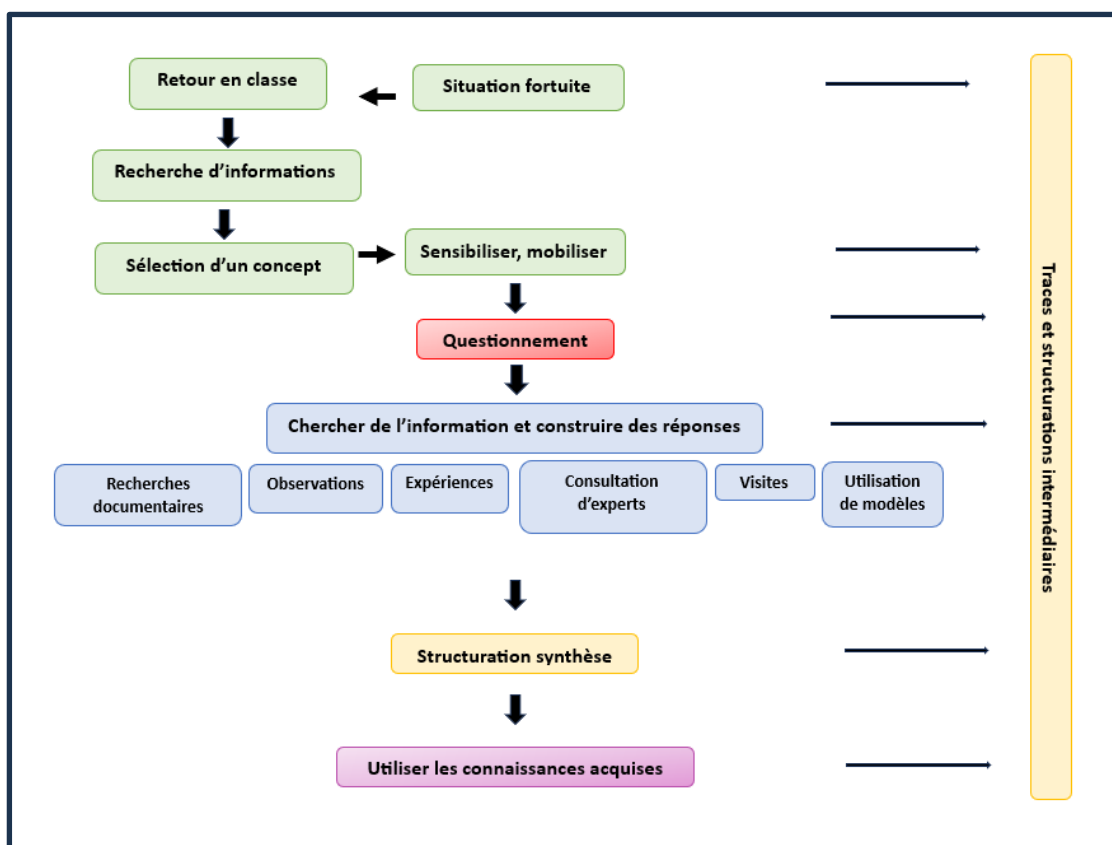 Retour en classe
Situation fortuite
Recherche d’informations
Sélection d’un concept
Sensibiliser, mobiliser
Questionnement
Chercher de l’information et construire des réponses
Recherches
documentaires
Observations
Expériences
Consultation
d’experts
Visites
Utilisation
de modèles
Structuration synthèse
Utiliser les connaissances acquises
Traces et structurations intermédiaires